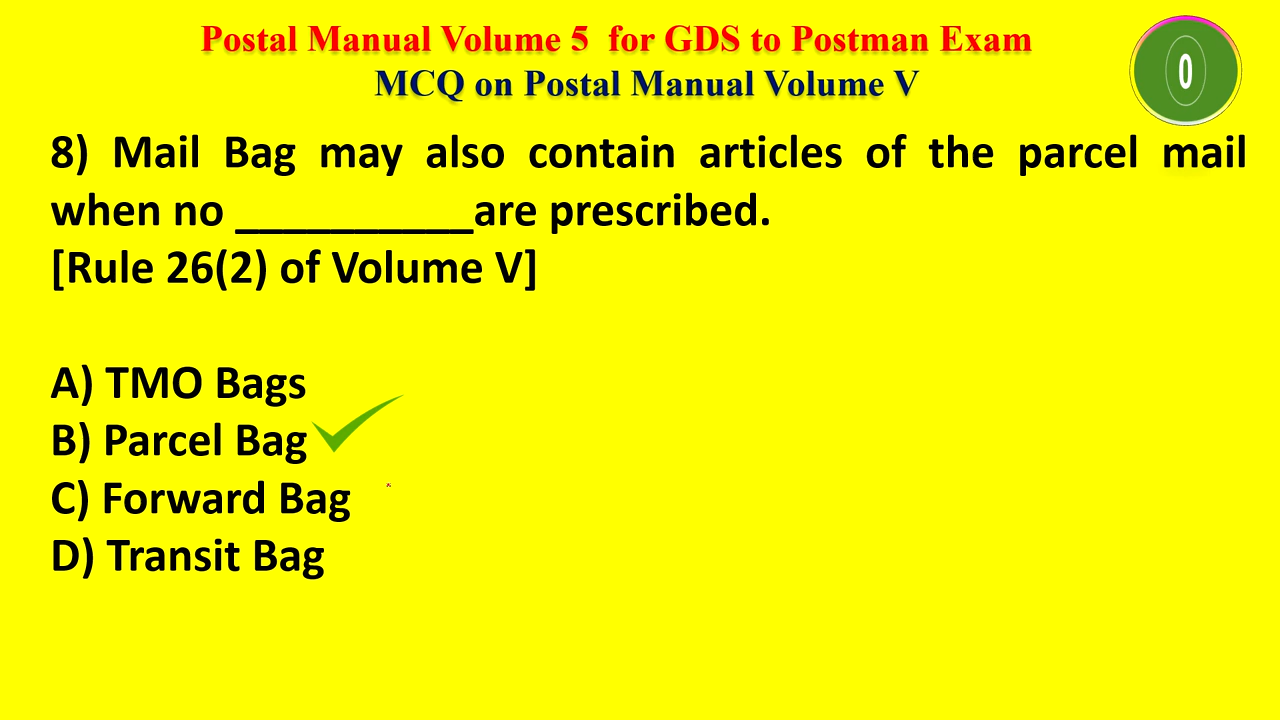 Postal Manual Volume 5 for GDS to Postman Exam
MCQ on Postal Manual Volume V
0
8) Mail Bag may also contain articles of the parcel mail
when no __________are prescribed.
[Rule 26(2) of Volume V]
A) TMO Bags
B) Parcel Bag
C) Forward Bag
D) Transit Bag